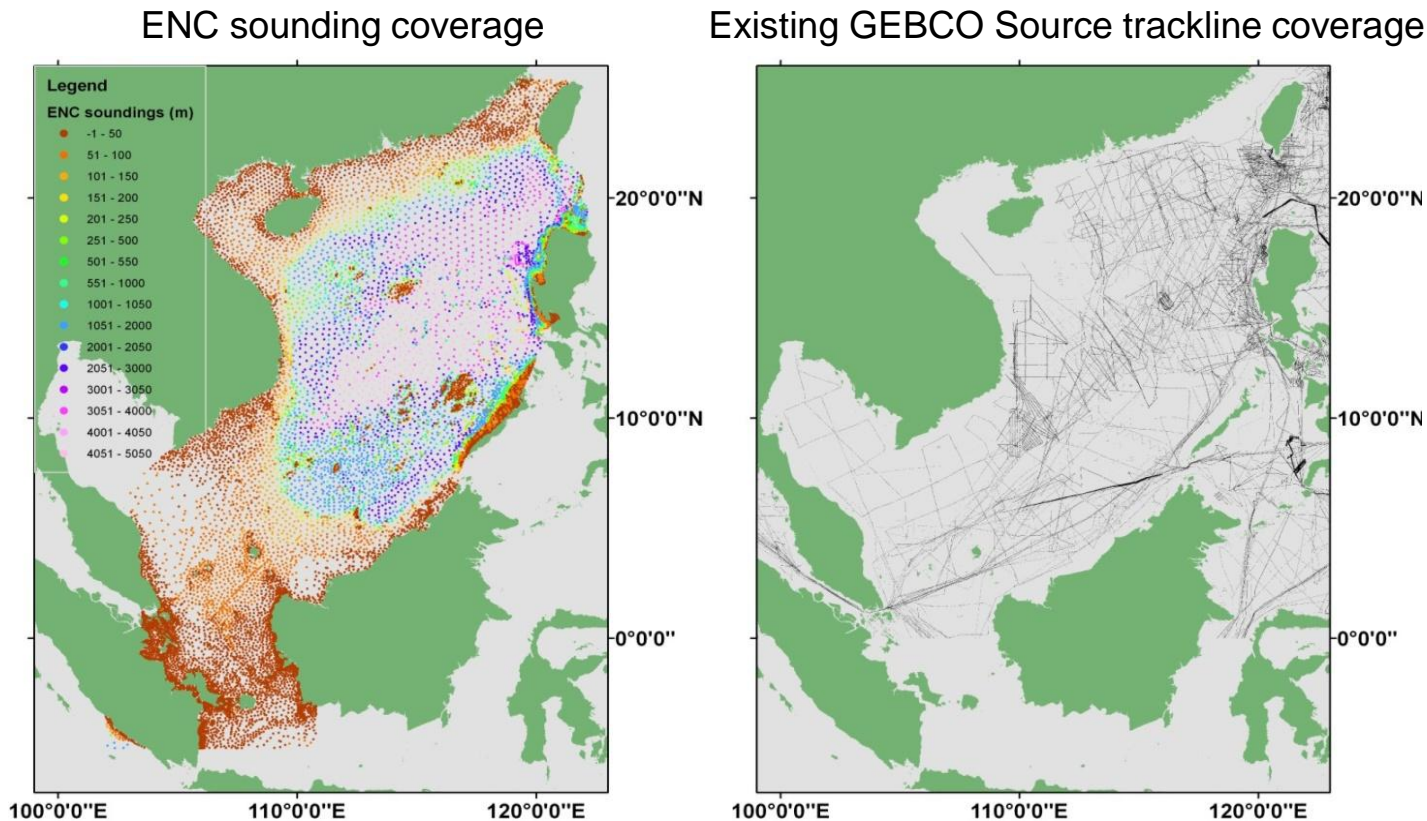 ENC sounding coverage
Existing GEBCO Source trackline coverage
Legend
ENC soundings (m)
-1 - 50
51 - 100
101 - 150
151 - 200
201 - 250
251 - 500
501 - 550
551 - 1000
1001 - 1050
1051 - 2000
2001 - 2050
2051 - 3000
3001 - 3050
3051 - 4000
4001 - 4050
4051 - 5050
20°0'0"N
10°0'0"N
0°0'0"
100°0'0"E
110°0'0"E
120°0'0"E
20°0'0"N
10°0'0"N
0°0'0"
100°0'0"E
110°0'0"E
120°0'0"E